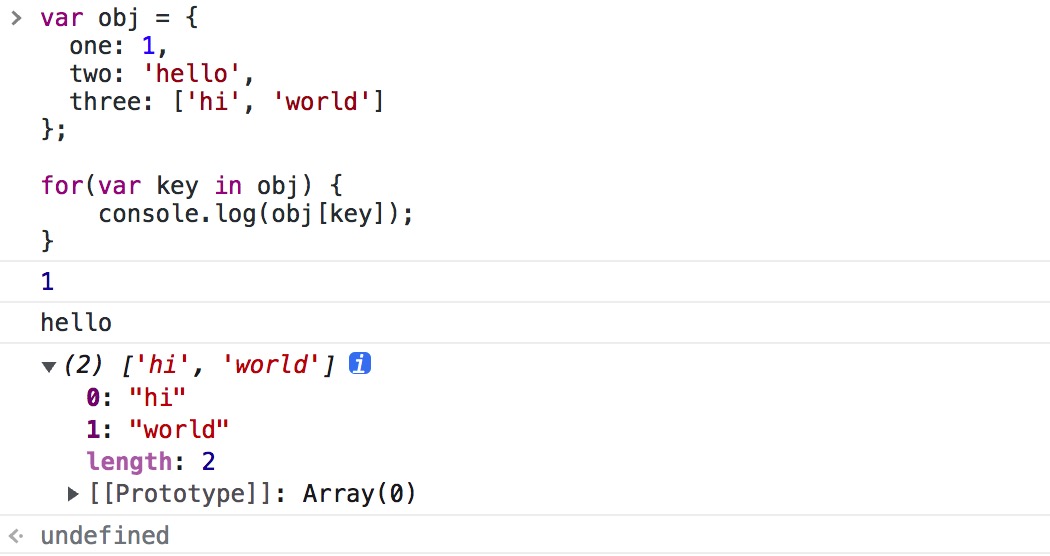 var obj = {
  one: 1,
  two: 'hello',
  three: ['hi', 'world']
};

for(var key in obj) {
    console.log(obj[key]);
}
1
hello
(2) ['hi', 'world'] i
0: "hi"
1: "world"
length: 2
[[Prototype]]: Array(0)
undefined